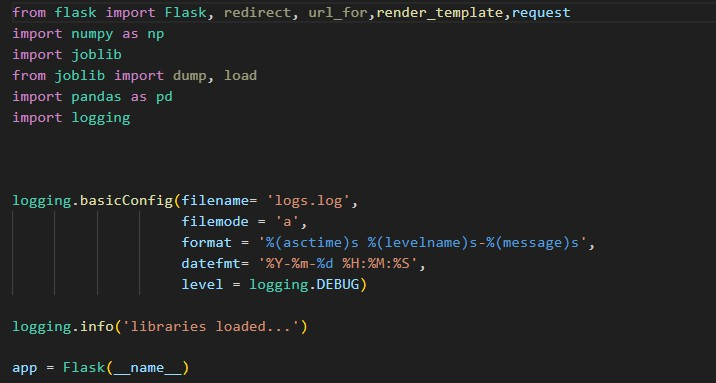 from flask import Flask, redirect, url_for,render_template,request
import numpy as np
import joblib
from joblib import dump, load
import pandas as pd
import logging
logging.basicConfig(filename= 'logs.log',
filemode = 'a',
format = '%(asctime)s %(levelname)s-%(message)s',
datefmt= '%Y-%m-%d %H:%M:%S',
level = logging.DEBUG)
logging.info('libraries loaded...')
app = Flask(__name__)